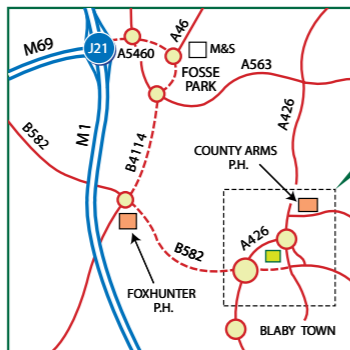 M69
J21
A5460
A46
M&S
FOSSE
PARK
A563
B582
M1
B4114
A426
COUNTY ARMS
P.H.
B582
A426
FOXHUNTER
P.H.
BLABY TOWN